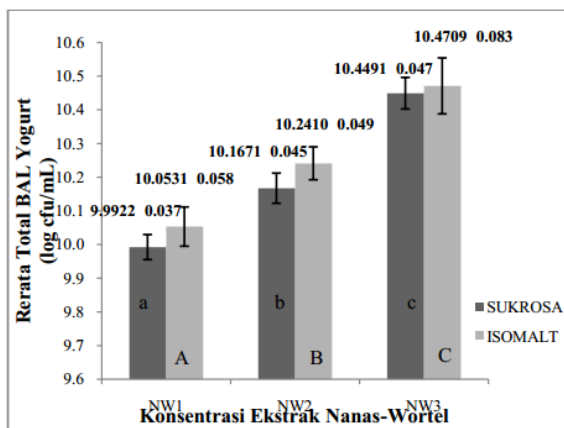 10.4709 0.083
10.4491 0.047
10.2410 0.049
10.1671 0.045
10.0531 0.058
9.9922 0.037
Rerata Total BAL Yogurt
(log cfu/mL)
10.6
10.5
10.4
10.3
10.2
10.1
10.0
9.9
9.8
9.7
9.6
a
A
b
B
c
C
SUKROSA
ISOMALT
NW1
NW2
NW3
Konsentrasi Ekstrak Nanas-Wortel